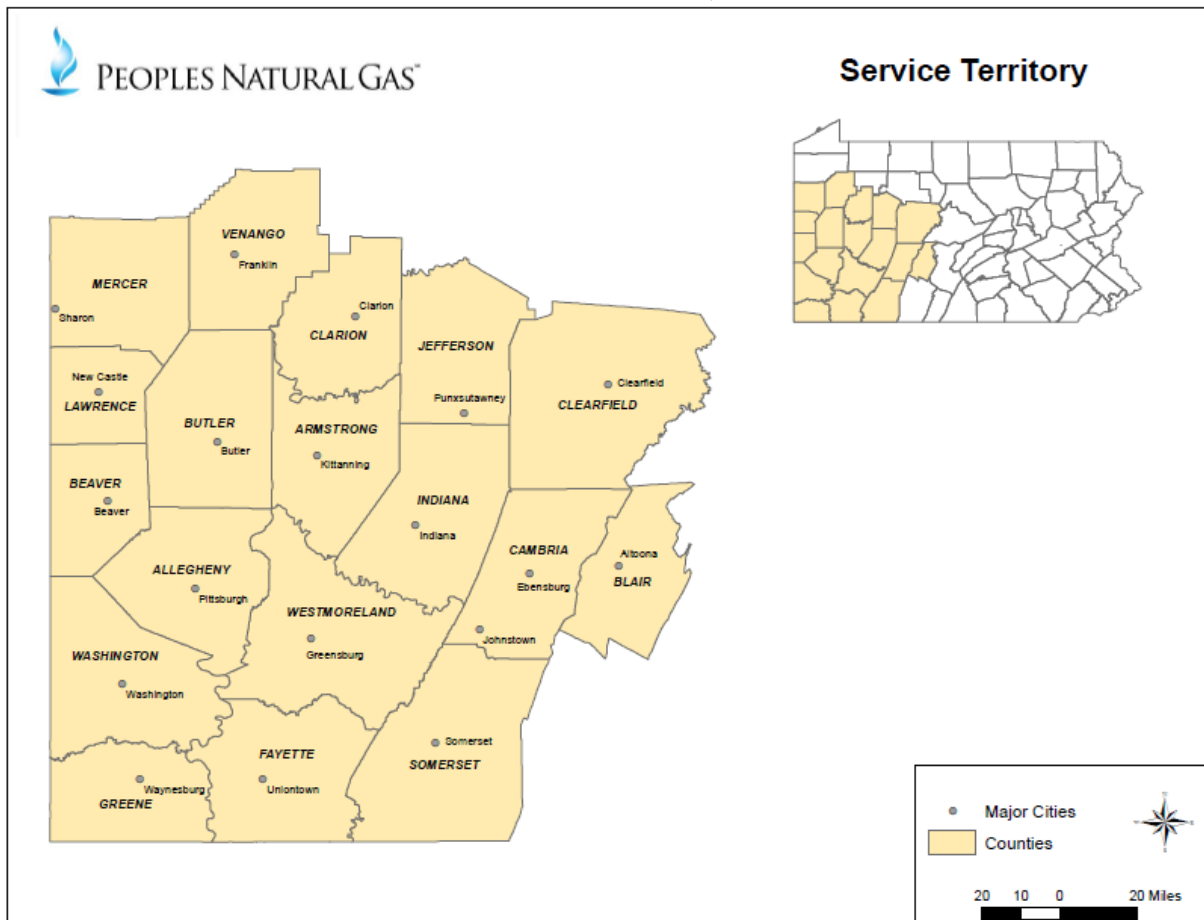 PEOPLES NATURAL GAS™
Service Territory
VENANGO
Franklin
MERCER
Sharon
Clarion
CLARION
JEFFERSON
Punxsutawney
Clearfield
CLEARFIELD
New Castle
LAWRENCE
BUTLER
Butler
ARMSTRONG
Kittanning
BEAVER
Beaver
INDIANA
Indiana
CAMBRIA
Ebensburg
Altoona
BLAIR
ALLEGHENY
Pittsburgh
WESTMORELAND
Greensburg
Johnstown
WASHINGTON
Washington
Somerset
SOMERSET
FAYETTE
Uniontown
Waynesburg
GREENE
Major Cities
Counties
20 10 0 20 Miles